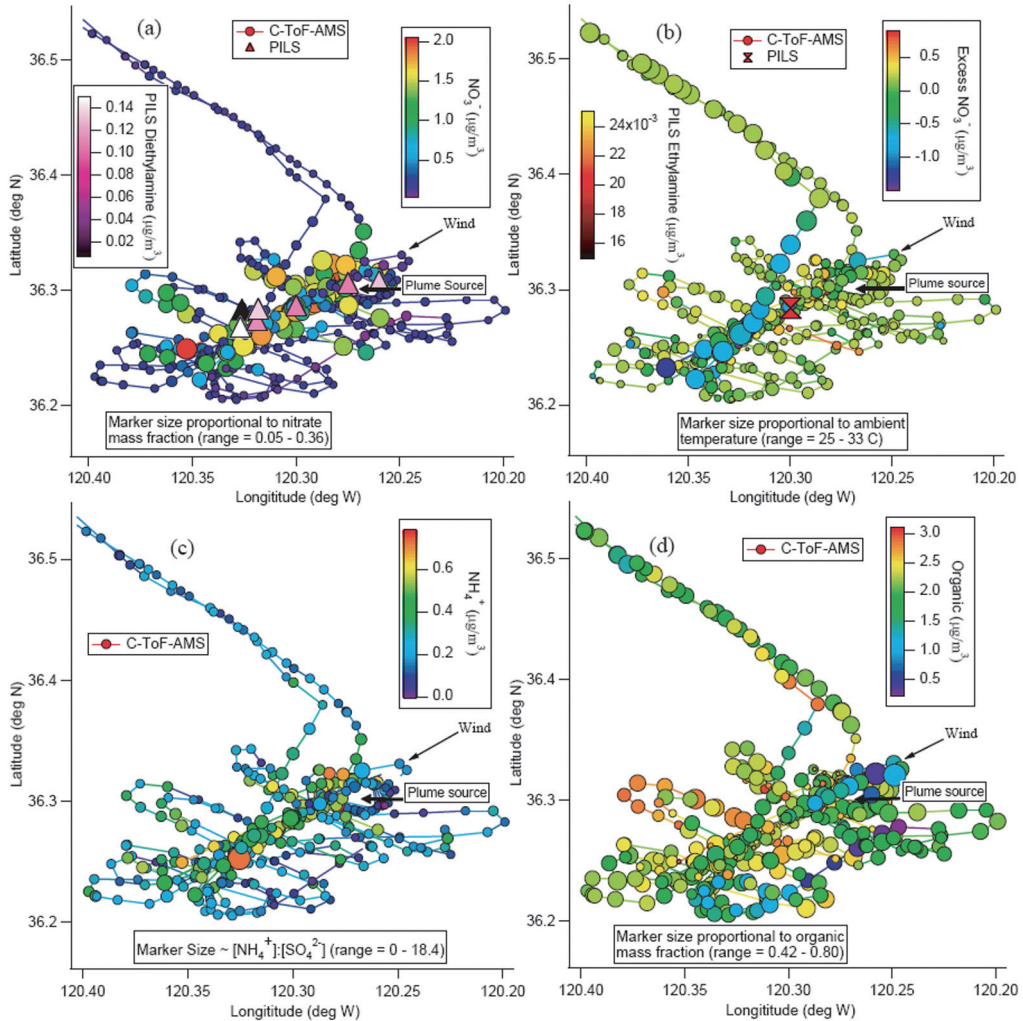 (a)
C-ToF-AMS
PILS
PILS Diethylamine (µg/m³)
0.14
0.12
0.10
0.08
0.06
0.04
0.02
NO₃⁻ (µg/m³)
2.0
1.5
1.0
0.5
Wind
Plume Source
Latitude (deg N)
36.5
36.4
36.3
36.2
Marker size proportional to nitrate
mass fraction (range = 0.05 - 0.36)
120.40 120.35 120.30 120.25 120.20
Longtitude (deg W)
(b)
C-ToF-AMS
PILS
PILS Ethylamine (µg/m³)
24x10⁻³
22
20
18
16
Excess NO₃⁻ (µg/m³)
0.5
0.0
-0.5
-1.0
Wind
Plume source
Latitude (deg N)
36.5
36.4
36.3
36.2
Marker size proportional to ambient
temperature (range = 25 - 33 C)
120.40 120.35 120.30 120.25 120.20
Longtitude (deg W)
(c)
C-ToF-AMS
NH₄⁺ (µg/m³)
0.6
0.4
0.2
0.0
Wind
Plume source
Latitude (deg N)
36.5
36.4
36.3
36.2
Marker Size ~ [NH₄⁺]:[SO₄²⁻] (range = 0 - 18.4)
120.40 120.35 120.30 120.25 120.20
Longtitude (deg W)
(d)
C-ToF-AMS
Organic (µg/m³)
3.0
2.5
2.0
1.5
1.0
0.5
Wind
Plume source
Latitude (deg N)
36.5
36.4
36.3
36.2
Marker size proportional to organic
mass fraction (range = 0.42 - 0.80)
120.40 120.35 120.30 120.25 120.20
Longtitude (deg W)